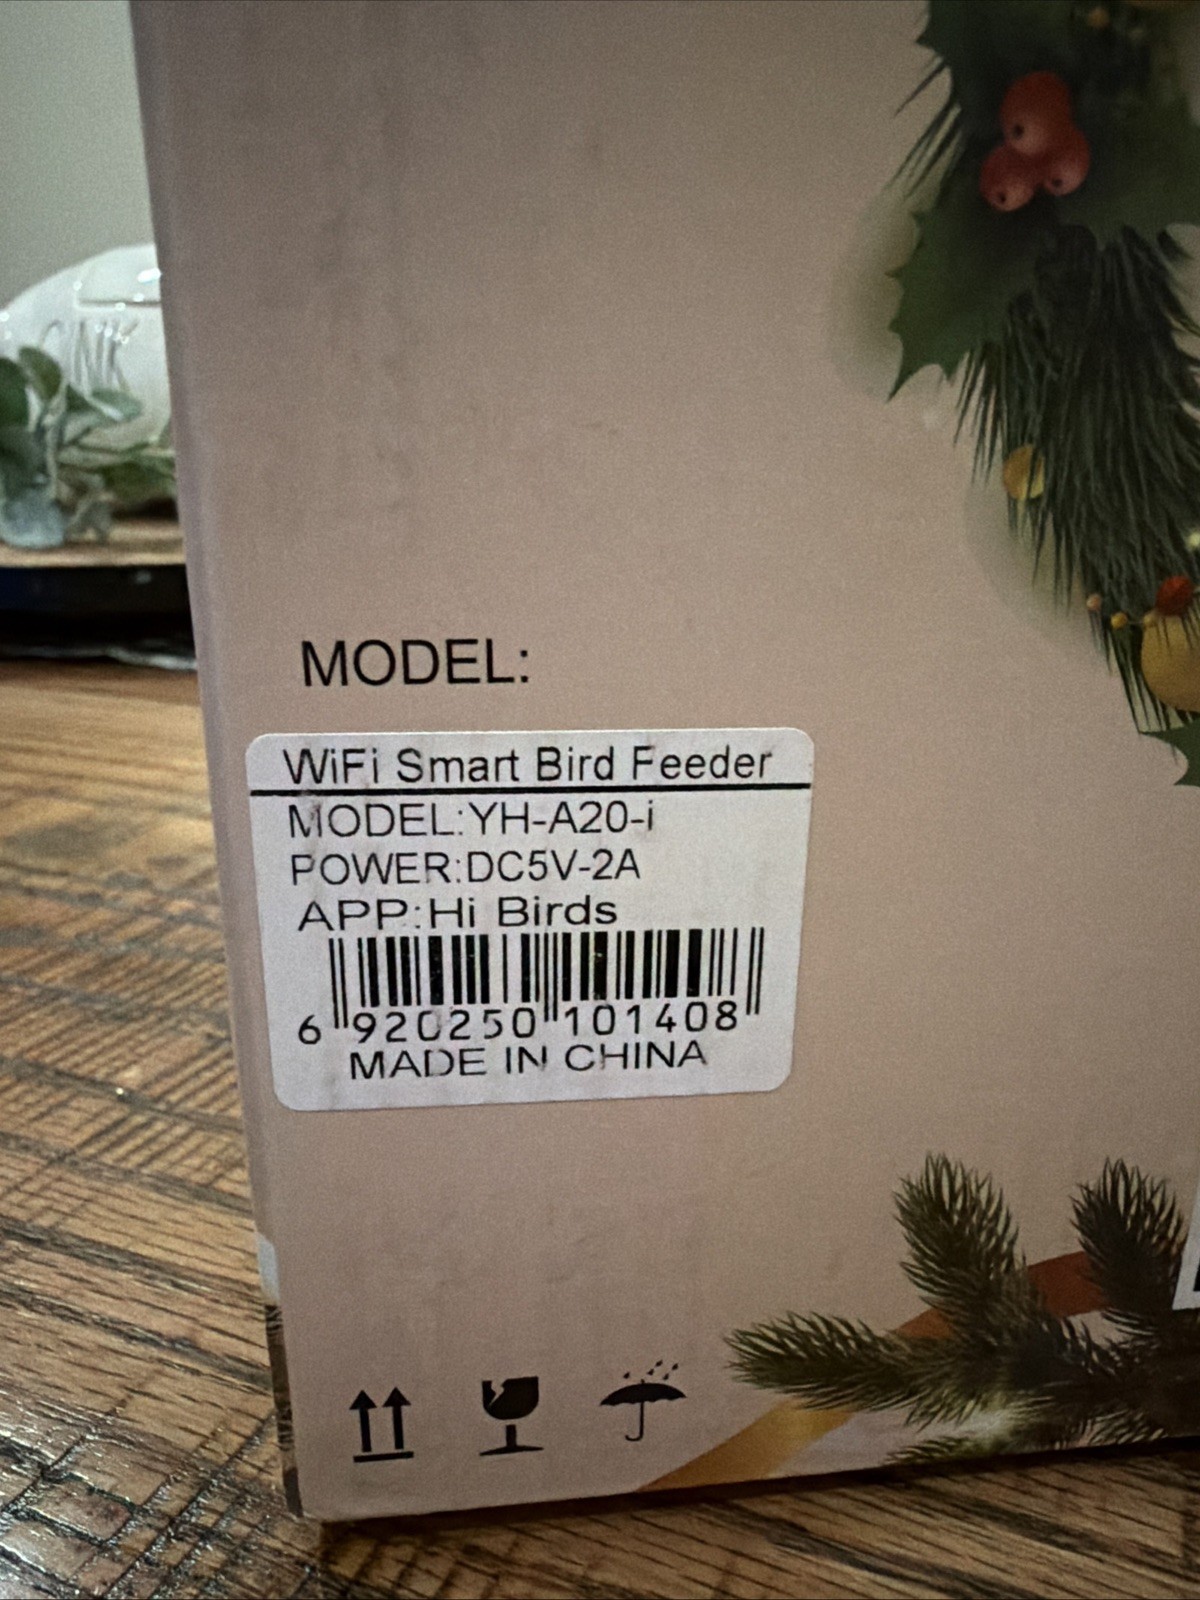 MODEL:
WiFi Smart Bird Feeder
MODEL:YH-A20-i
POWER:DC5V-2A
APP:Hi Birds
6 920250 101408
MADE IN CHINA